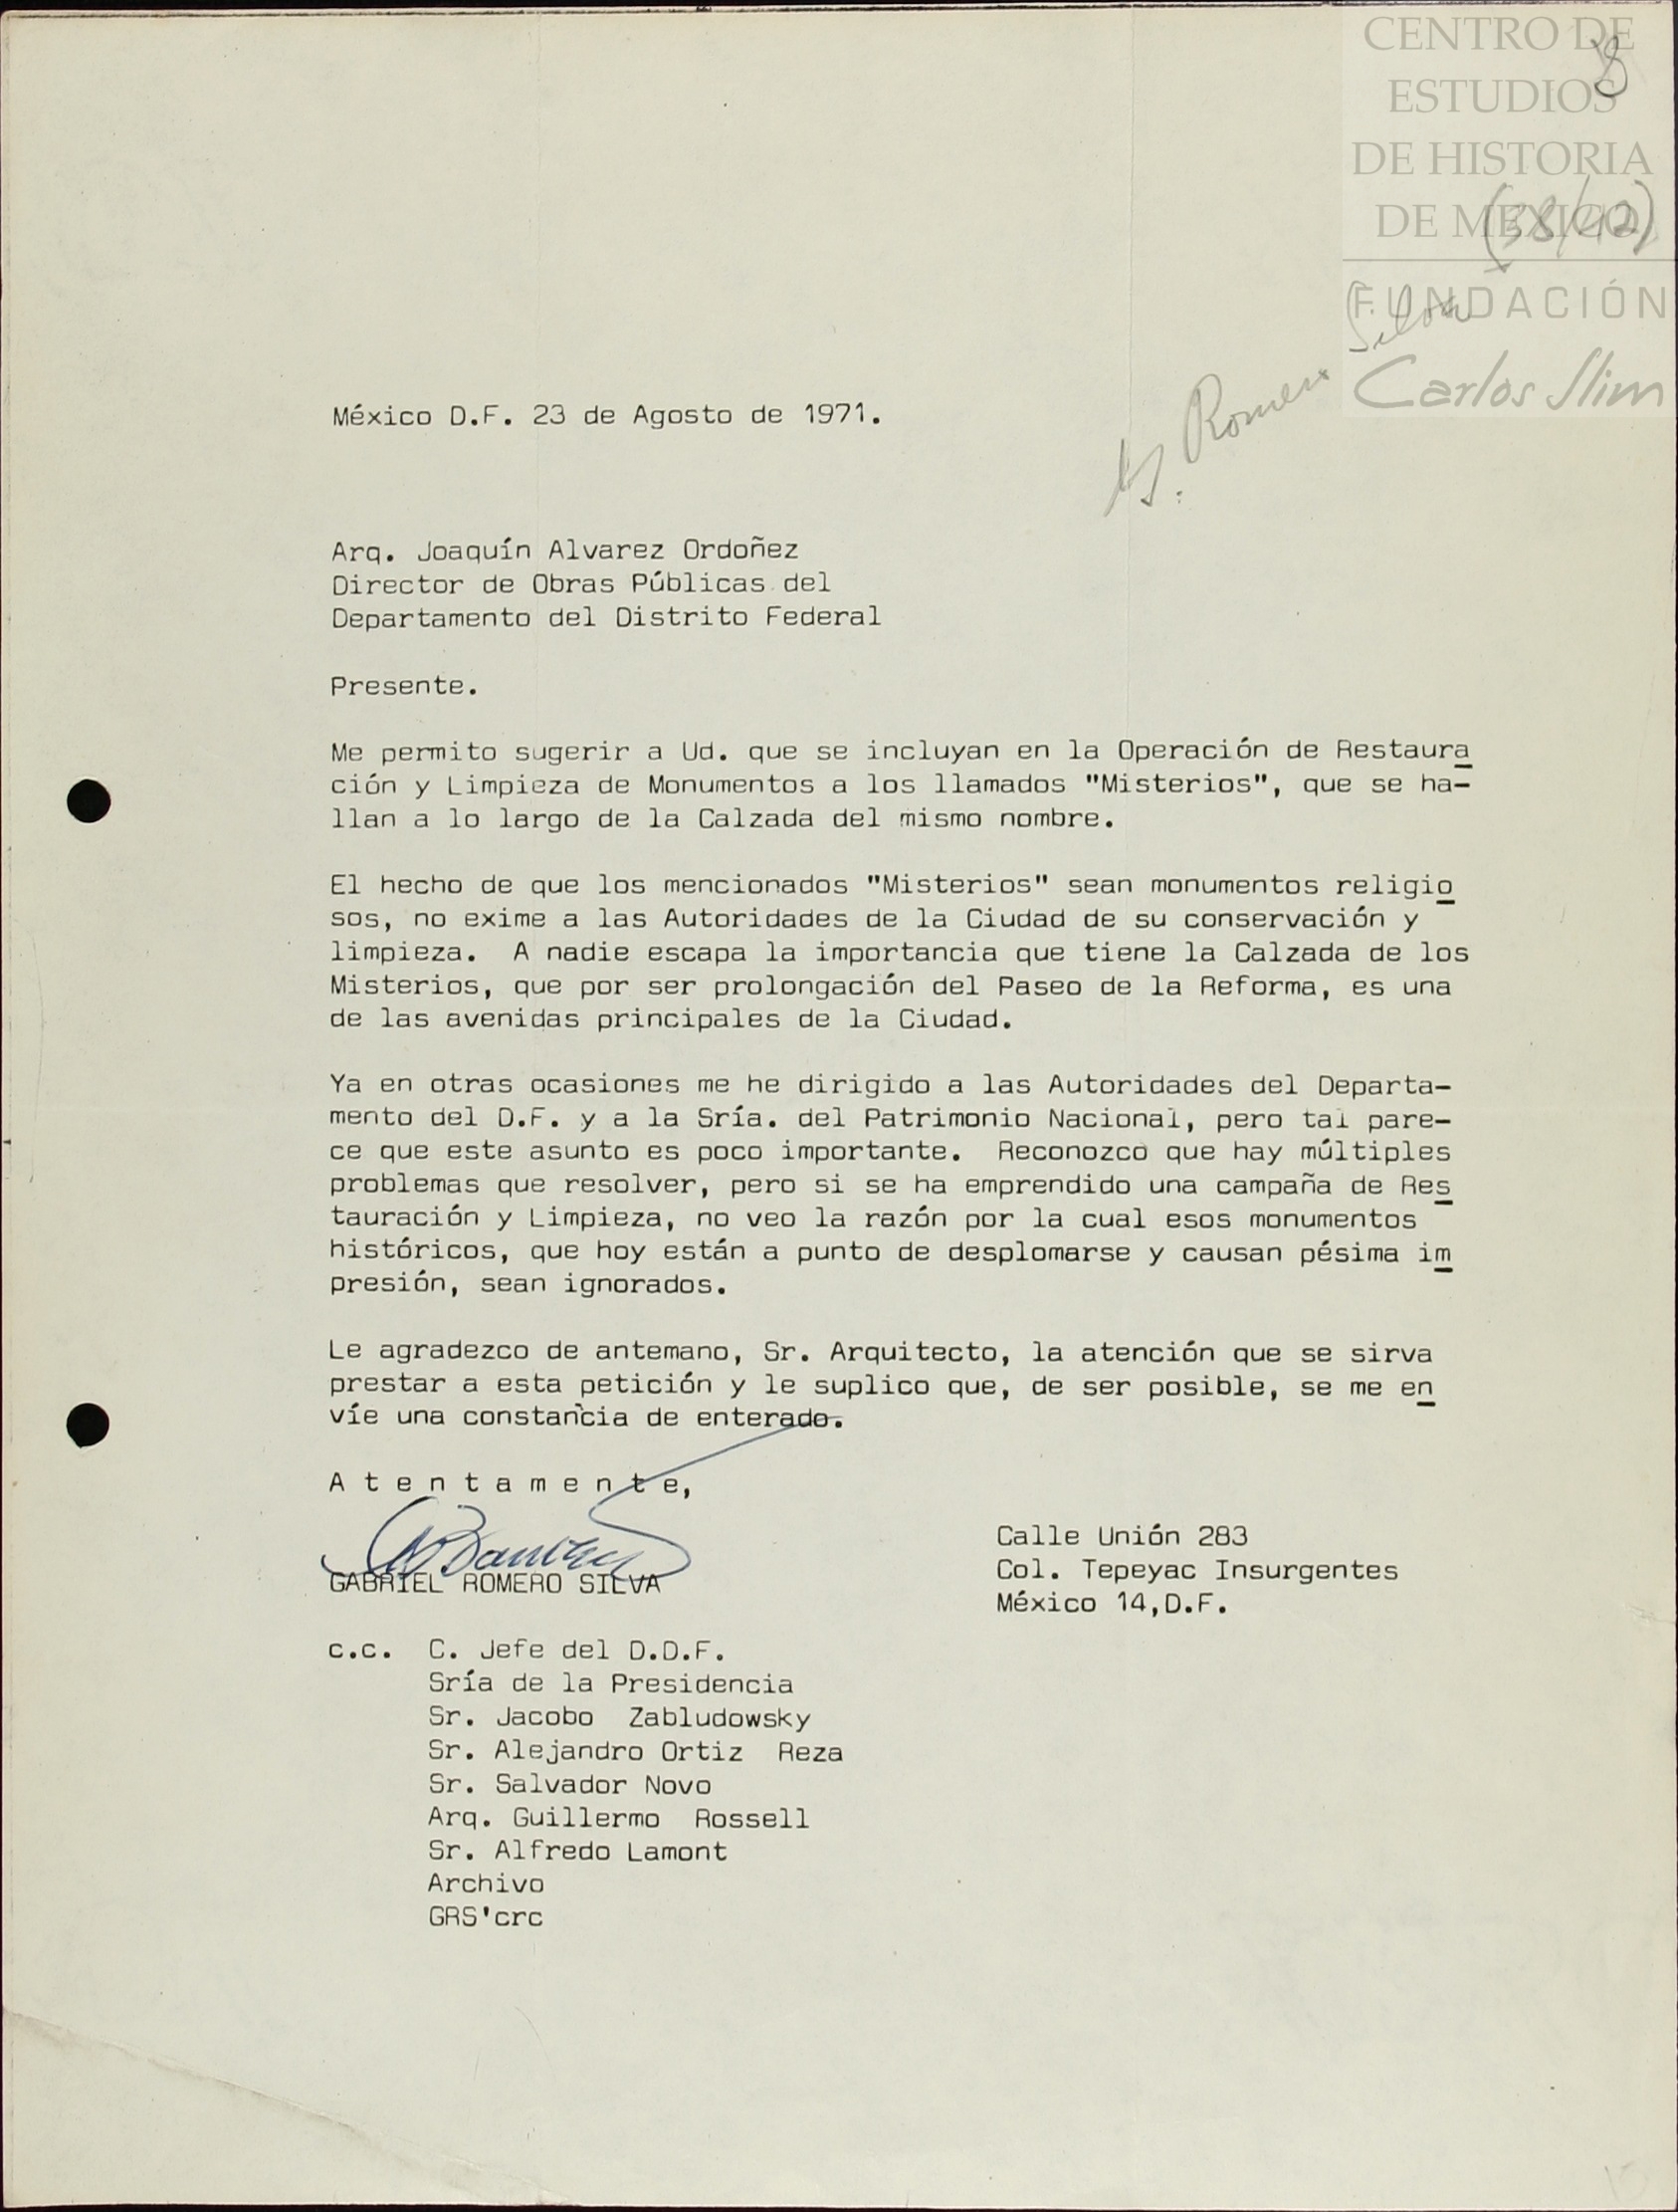 CENTRO DE
ESTUDIOS
DE HISTORIA
DE MEXICO
FUNDACIÓN
Carlos Slim
8
(38/42)
G. Romero Silva
México D.F. 23 de Agosto de 1971.
Arq. Joaquín Alvarez Ordoñez
Director de Obras Públicas del
Departamento del Distrito Federal
Presente.
Me permito sugerir a Ud. que se incluyan en la Operación de Restaura
ción y Limpieza de Monumentos a los llamados "Misterios", que se ha-
llan a lo largo de la Calzada del mismo nombre.
El hecho de que los mencionados "Misterios" sean monumentos religio
sos, no exime a las Autoridades de la Ciudad de su conservación y
limpieza. A nadie escapa la importancia que tiene la Calzada de los
Misterios, que por ser prolongación del Paseo de la Reforma, es una
de las avenidas principales de la Ciudad.
Ya en otras ocasiones me he dirigido a las Autoridades del Departa-
mento del D.F. y a la Sría. del Patrimonio Nacional, pero tal pare-
ce que este asunto es poco importante. Reconozco que hay múltiples
problemas que resolver, pero si se ha emprendido una campaña de Res
tauración y Limpieza, no veo la razón por la cual esos monumentos
históricos, que hoy están a punto de desplomarse y causan pésima im
presión, sean ignorados.
Le agradezco de antemano, Sr. Arquitecto, la atención que se sirva
prestar a esta petición y le suplico que, de ser posible, se me en
víe una constancia de enterado.
A t e n t a m e n t e,
GABRIEL ROMERO SILVA
Calle Unión 283
Col. Tepeyac Insurgentes
México 14,D.F.
c.c. C. Jefe del D.D.F.
Sría de la Presidencia
Sr. Jacobo Zabludowsky
Sr. Alejandro Ortiz Reza
Sr. Salvador Novo
Arq. Guillermo Rossell
Sr. Alfredo Lamont
Archivo
GRS'crc